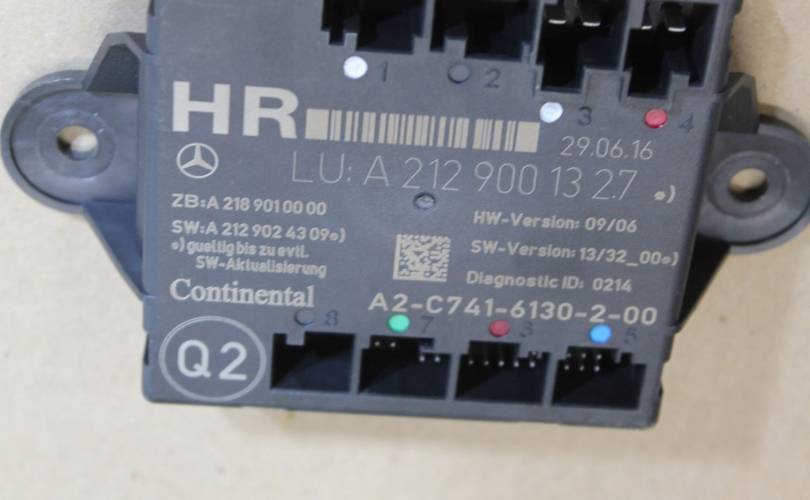 1 2 3 4
HR
29.06.16
LU: A 212 900 13 27 *)
ZB:A 218 901 00 00
HW-Version: 09/06
SW:A 212 902 43 09*)
SW-Version: 13/32_00*)
*) gueltig bis zu evtl.
SW-Aktualisierung
Diagnostic ID: 0214
Continental
A2-C741-6130-2-00
8 7 6 5
Q2